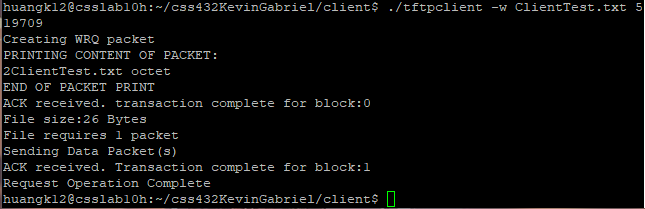 huangk12@csslab10h:~/css432KevinGabriel/client$ ./tftpclient -w ClientTest.txt 5
19709
Creating WRQ packet
PRINTING CONTENT OF PACKET:
2ClientTest.txt octet
END OF PACKET PRINT
ACK received. transaction complete for block:0
File size:26 Bytes
File requires 1 packet
Sending Data Packet(s)
ACK received. Transaction complete for block:1
Request Operation Complete
huangk12@csslab10h:~/css432KevinGabriel/client$